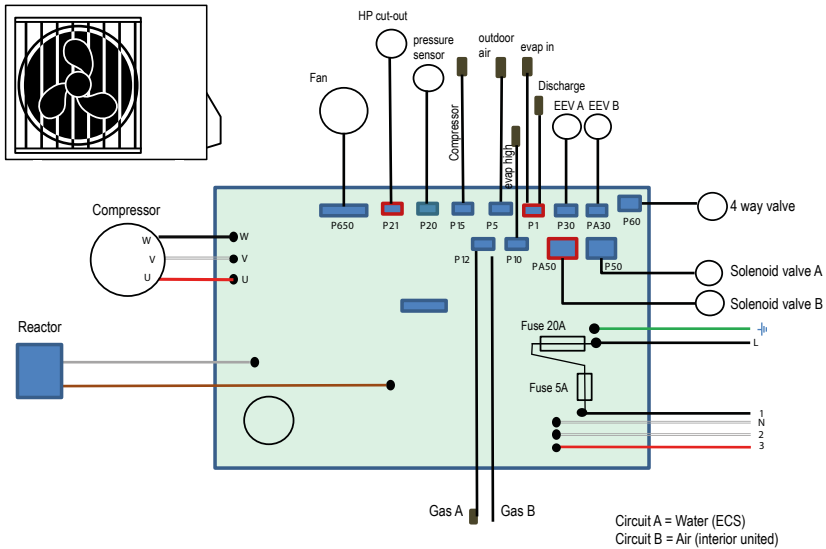 HP cut-out
pressure
sensor
outdoor
air
evap in
Discharge
Fan
EEV A
EEV B
Compressor
evap high
4 way valve
P650
P21
P20
P15
P5
P1
P30
PA30
P60
P12
P10
PA50
P50
Compressor
W
V
U
W
V
U
Solenoid valve A
Solenoid valve B
Reactor
Fuse 20A
L
Fuse 5A
1
N
2
3
Gas A
Gas B
Circuit A = Water (ECS)
Circuit B = Air (interior united)